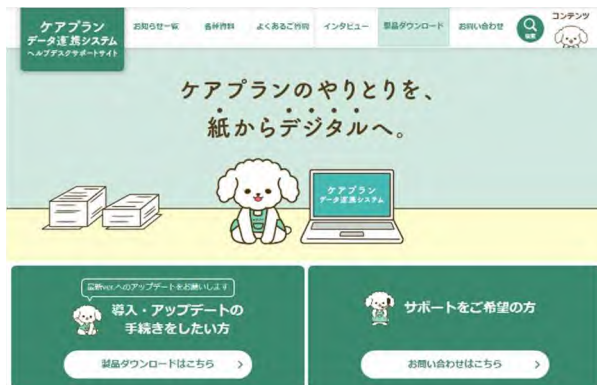 ケアプラン
データ連携システム
ヘルプデスクサポートサイト
お知らせ一覧
各種資料
よくあるご質問
インタビュー
製品ダウンロード
お問い合わせ
検索
コンテンツ
ケアプランのやりとりを、
紙からデジタルへ。
ケアプラン
データ連携システム
最新ver.へのアップデートをお願いします
導入・アップデートの
手続きをしたい方
製品ダウンロードはこちら
サポートをご希望の方
お問い合わせはこちら